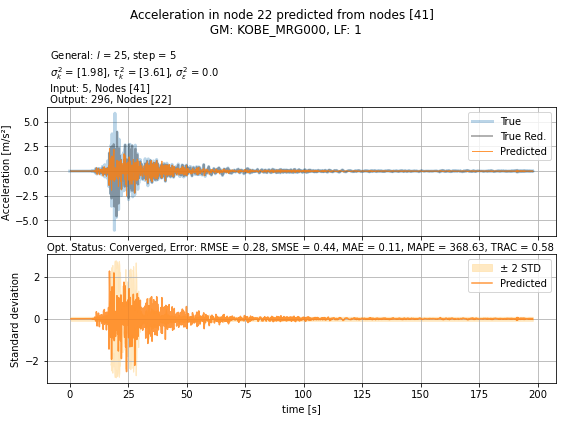 Acceleration in node 22 predicted from nodes [41]
GM: KOBE_MRG000, LF: 1
General: l = 25, step = 5
σ²ₖ = [1.98], τ²ₖ = [3.61], σ²ₑ = 0.0
Input: 5, Nodes [41]
Output: 296, Nodes [22]
Acceleration [m/s²]
5.0
2.5
0.0
−2.5
−5.0
True
True Red.
Predicted
Opt. Status: Converged, Error: RMSE = 0.28, SMSE = 0.44, MAE = 0.11, MAPE = 368.63, TRAC = 0.58
Standard deviation
2
0
−2
± 2 STD
Predicted
0 25 50 75 100 125 150 175 200
time [s]